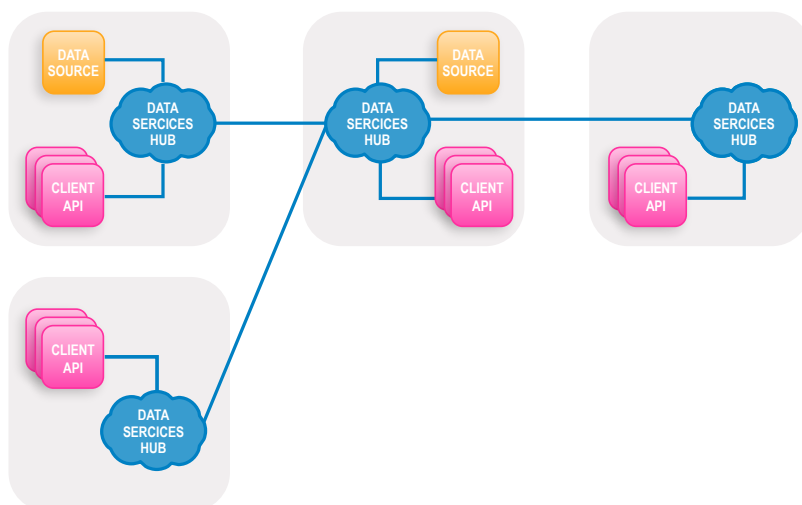 DATA
SOURCE
DATA
SERCICES
HUB
CLIENT
API
DATA
SOURCE
DATA
SERCICES
HUB
CLIENT
API
DATA
SERCICES
HUB
CLIENT
API
CLIENT
API
DATA
SERCICES
HUB